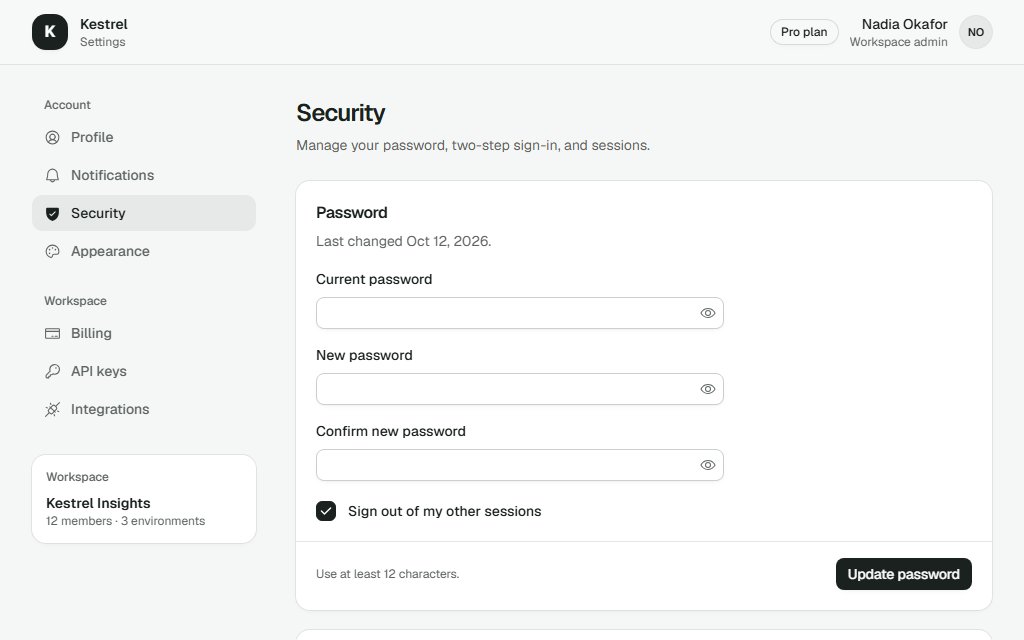 K
Kestrel
Settings
Pro plan
Nadia Okafor
Workspace admin
NO
Account
Profile
Notifications
Security
Appearance
Workspace
Billing
API keys
Integrations
Workspace
Kestrel Insights
12 members · 3 environments
Security
Manage your password, two-step sign-in, and sessions.
Password
Last changed Oct 12, 2026.
Current password
New password
Confirm new password
Sign out of my other sessions
Use at least 12 characters.
Update password